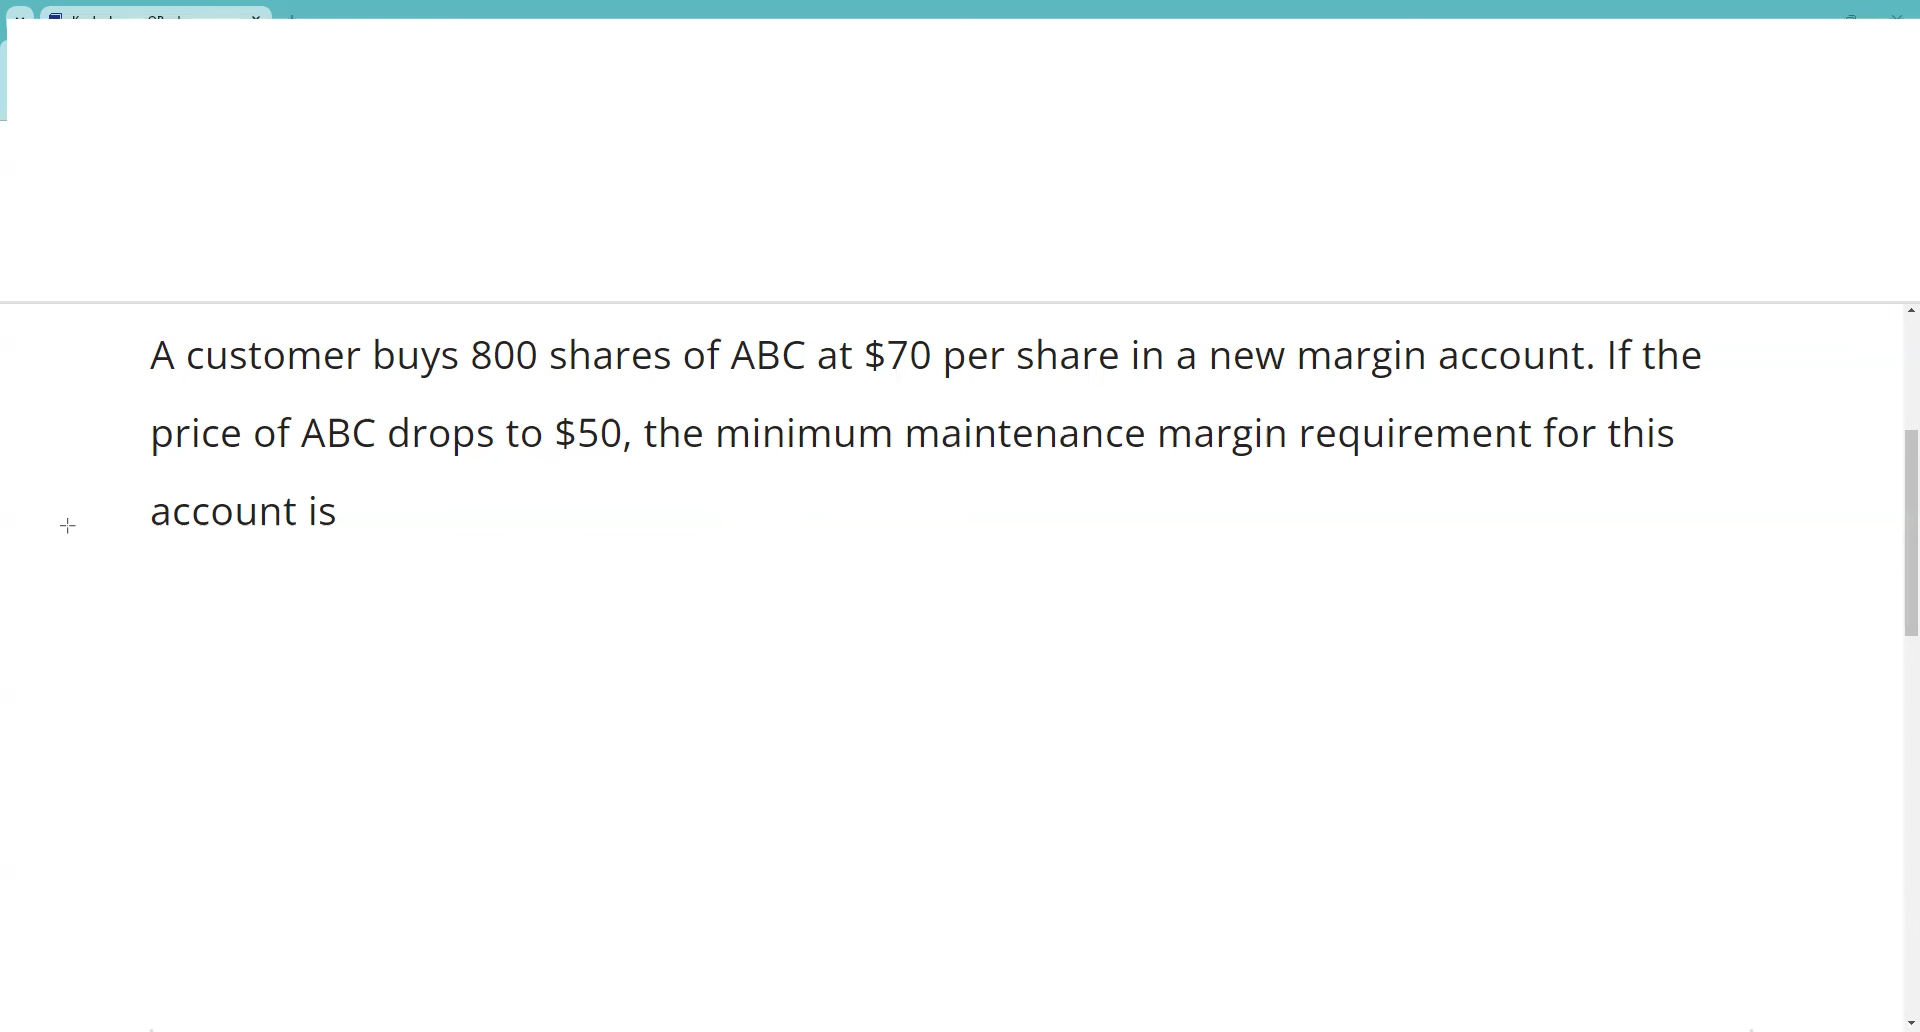 A customer buys 800 shares of ABC at $70 per share in a new margin account. If the
price of ABC drops to $50, the minimum maintenance margin requirement for this
account is